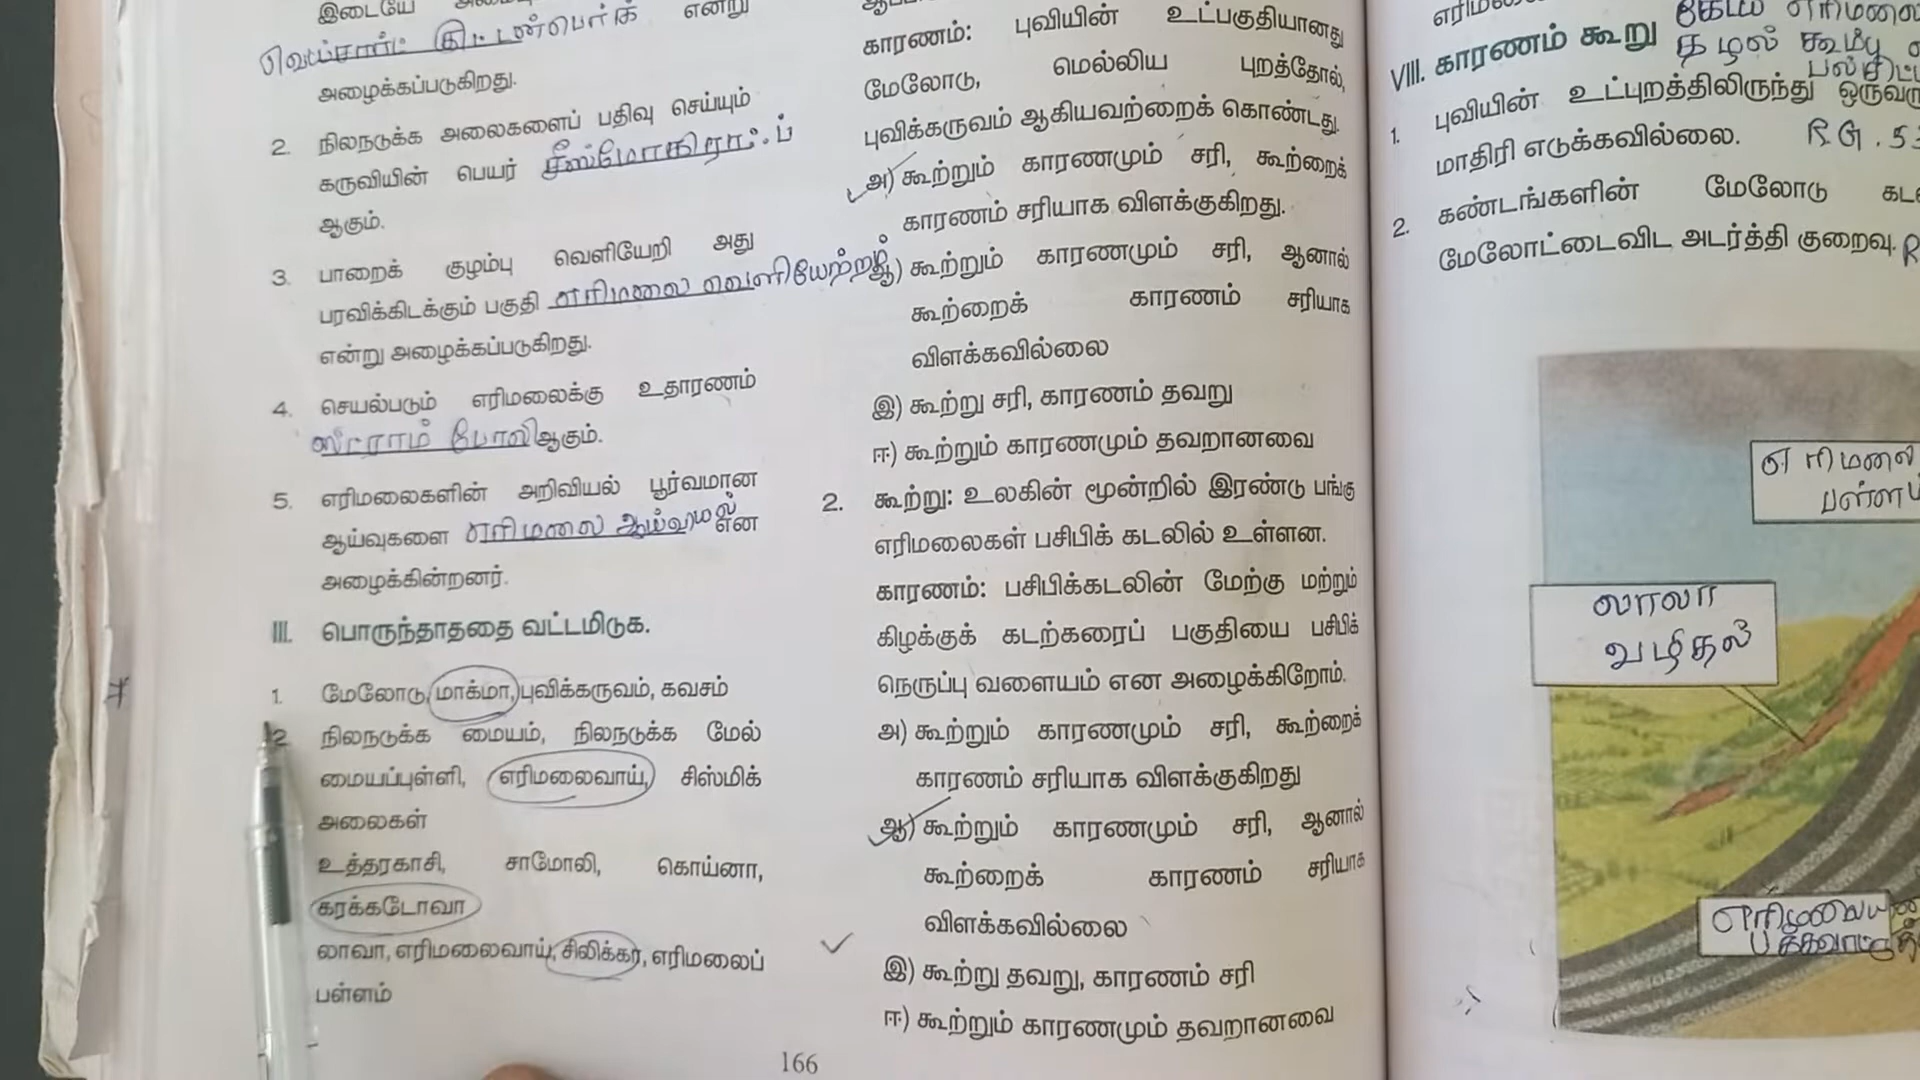 இடையே
வெய்சார்ட் குட்டன்பெர்க் என்று
அழைக்கப்படுகிறது.
2. நிலநடுக்க அலைகளைப் பதிவு செய்யும்
கருவியின் பெயர் சீஸ்மோகிராஃப்
ஆகும்.
3. பாறைக் குழம்பு வெளியேறி அது
பரவிக்கிடக்கும் பகுதி எரிமலை வெளியேற்றம்
என்று அழைக்கப்படுகிறது.
4. செயல்படும் எரிமலைக்கு உதாரணம்
ஸ்ட்ராம் போலி ஆகும்.
5. எரிமலைகளின் அறிவியல் பூர்வமான
ஆய்வுகளை எரிமலை ஆய்வியல் என
அழைக்கின்றனர்.
III. பொருந்தாததை வட்டமிடுக.
1. மேலோடு, மாக்மா, புவிக்கருவம், கவசம்
2 நிலநடுக்க மையம், நிலநடுக்க மேல்
மையப்புள்ளி, எரிமலைவாய், சிஸ்மிக்
அலைகள்
உத்தரகாசி, சாமோலி, கொய்னா,
கரக்கடோவா
லாவா, எரிமலைவாய், சிலிக்கா, எரிமலைப்
பள்ளம்
காரணம்: புவியின் உட்பகுதியானது
மேலோடு, மெல்லிய புறத்தோல்,
புவிக்கருவம் ஆகியவற்றைக் கொண்டது.
அ) கூற்றும் காரணமும் சரி, கூற்றைக்
காரணம் சரியாக விளக்குகிறது.
ஆ) கூற்றும் காரணமும் சரி, ஆனால்
கூற்றைக் காரணம் சரியாக
விளக்கவில்லை
இ) கூற்று சரி, காரணம் தவறு
ஈ) கூற்றும் காரணமும் தவறானவை
2. கூற்று: உலகின் மூன்றில் இரண்டு பங்கு
எரிமலைகள் பசிபிக் கடலில் உள்ளன.
காரணம்: பசிபிக்கடலின் மேற்கு மற்றும்
கிழக்குக் கடற்கரைப் பகுதியை பசிபிக்
நெருப்பு வளையம் என அழைக்கிறோம்.
அ) கூற்றும் காரணமும் சரி, கூற்றைக்
காரணம் சரியாக விளக்குகிறது
ஆ) கூற்றும் காரணமும் சரி, ஆனால்
கூற்றைக் காரணம் சரியாக
விளக்கவில்லை
இ) கூற்று தவறு, காரணம் சரி
ஈ) கூற்றும் காரணமும் தவறானவை
166
கேடய எரிமலை
VIII. காரணம் கூறு தழல் கூம்பு
1. புவியின் உட்புறத்திலிருந்து ஒருவரு
மாதிரி எடுக்கவில்லை. R.G.
2. கண்டங்களின் மேலோடு கட
மேலோட்டைவிட அடர்த்தி குறைவு.
எரிமலை
பள்ளம்
லாவா
வழிதல்